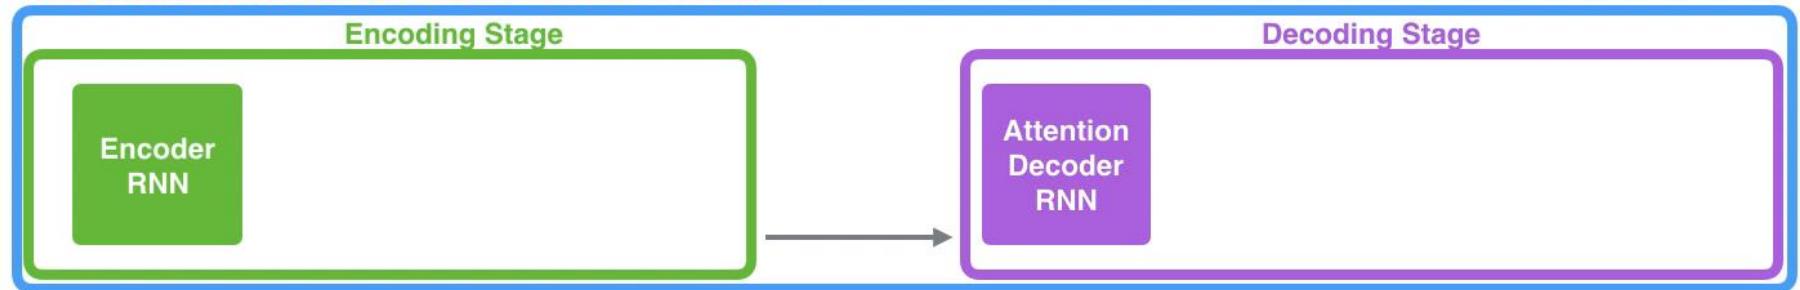 Encoding Stage
Decoding Stage
Encoder
RNN
Attention
Decoder
RNN